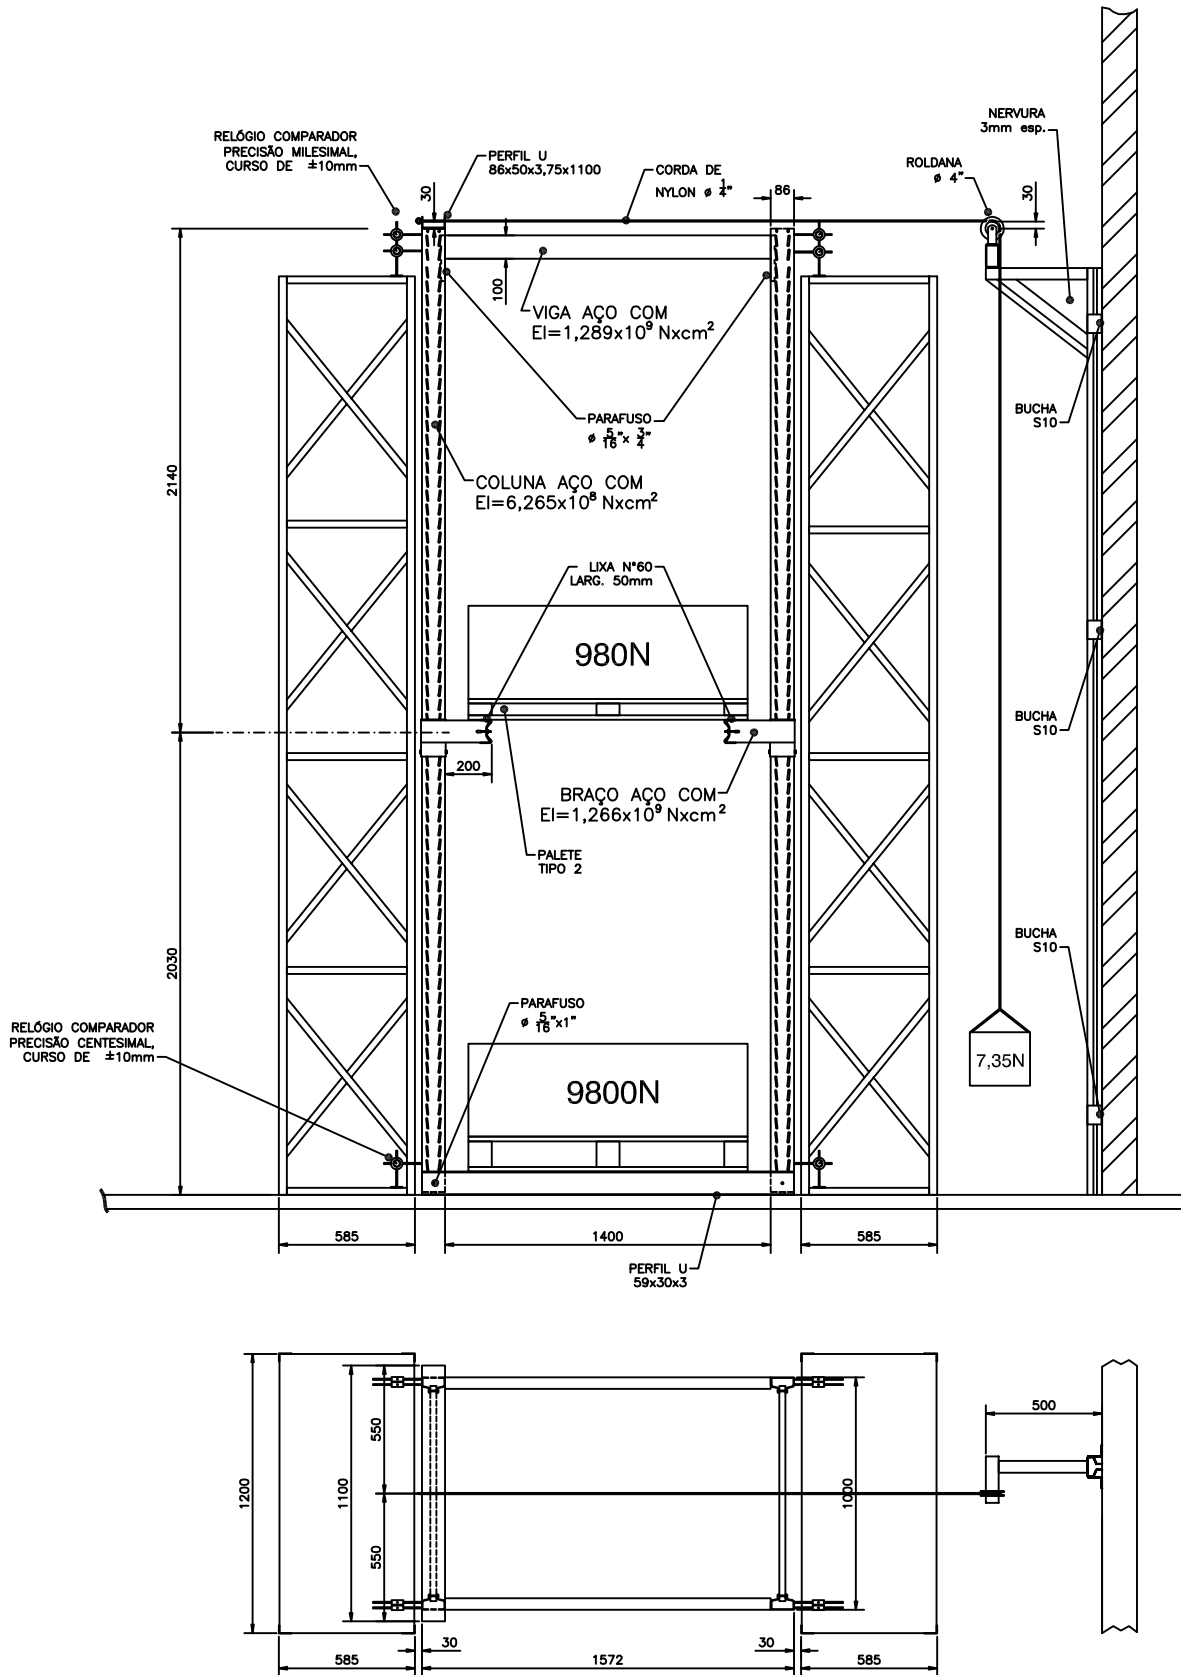 NERVURA
3mm esp.
RELÓGIO COMPARADOR
PRECISÃO MILESIMAL,
CURSO DE ±10mm
PERFIL U
86x50x3,75x1100
CORDA DE
NYLON ø 1/4"
ROLDANA
ø 4"
30
86
30
100
VIGA AÇO COM
EI=1,289x10⁹ Nxcm²
PARAFUSO
ø 5/16"x 3/4"
BUCHA
S10
2140
COLUNA AÇO COM
EI=6,265x10⁸ Nxcm²
LIXA N°60
LARG. 50mm
980N
BUCHA
S10
200
BRAÇO AÇO COM
EI=1,266x10⁹ Nxcm²
PALETE
TIPO 2
2030
BUCHA
S10
PARAFUSO
ø 5/16"x1"
RELÓGIO COMPARADOR
PRECISÃO CENTESIMAL,
CURSO DE ±10mm
7,35N
9800N
585
1400
585
PERFIL U
59x30x3
500
550
1200
1100
1000
550
30
30
585
1572
585